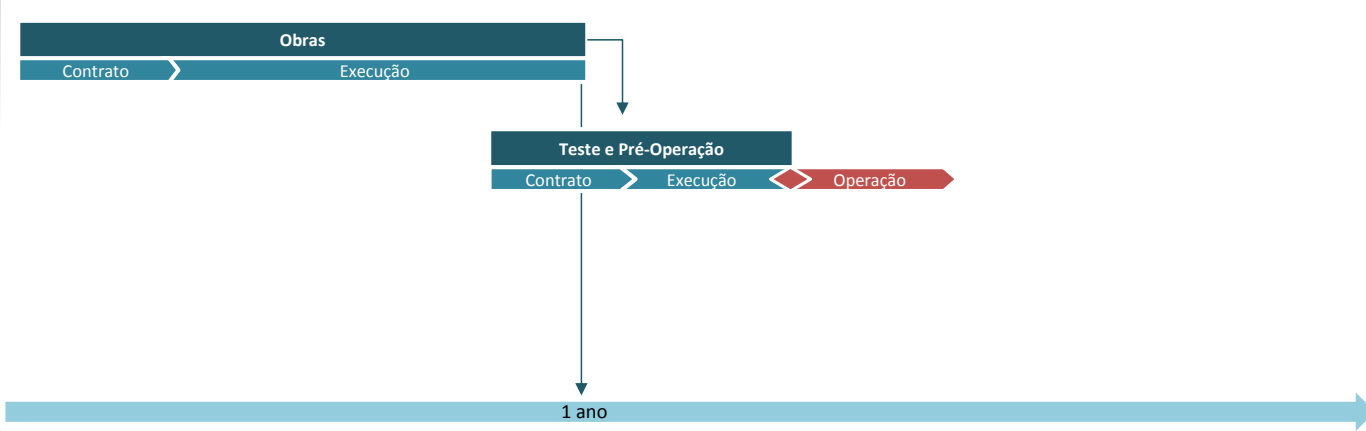 Obras
Contrato
Execução
Teste e Pré-Operação
Contrato
Execução
Operação
1 ano